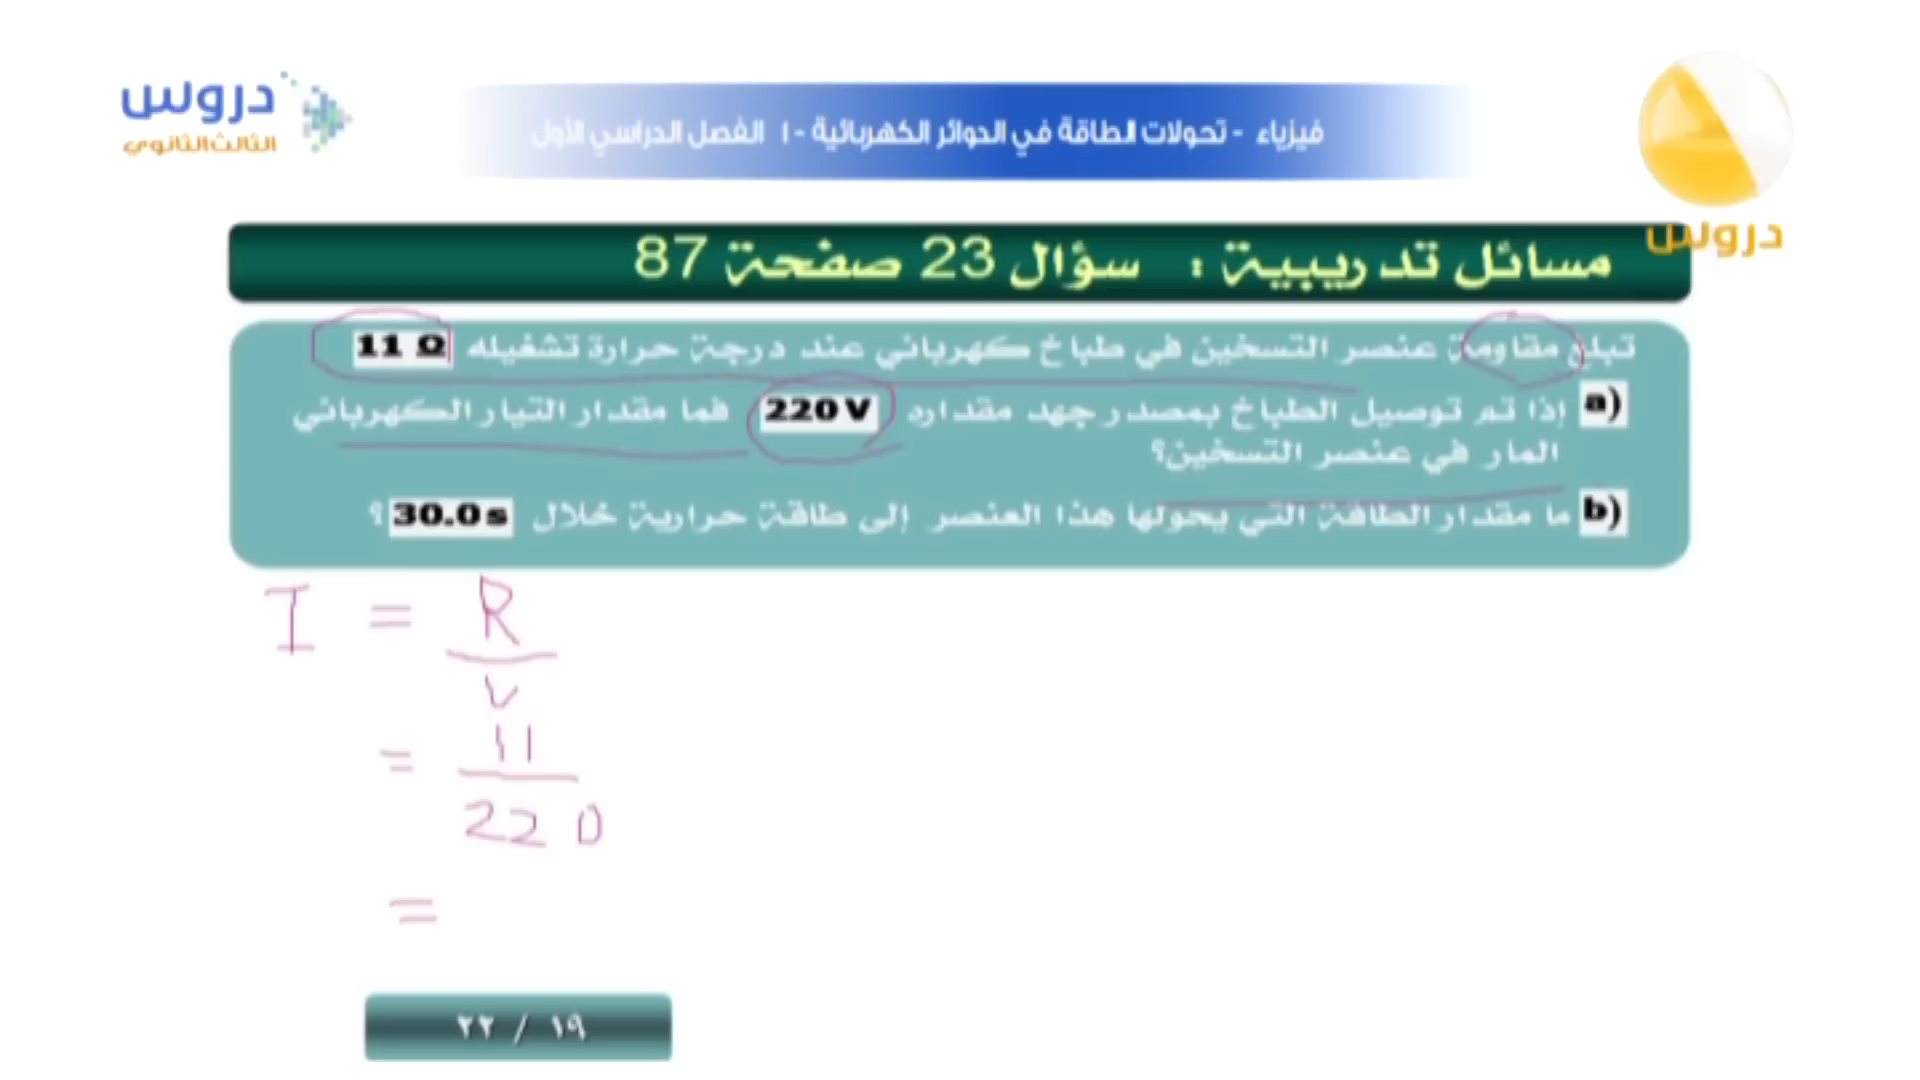 دروس
الثالث الثانوي
فيزياء - تحولات الطاقة في الدوائر الكهربائية - ١ الفصل الدراسي الأول
دروس
مسائل تدريبية : سؤال 23 صفحة 87
تبلغ مقاومة عنصر التسخين في طباخ كهربائي عند درجة حرارة تشغيله 11 Ω
a) إذا تم توصيل الطباخ بمصدر جهد مقداره 220 V فما مقدار التيار الكهربائي
المار في عنصر التسخين؟
b) ما مقدار الطاقة التي يحولها هذا العنصر إلى طاقة حرارية خلال 30.0 s ؟
I = R
V
= 11
220
=
١٩ / ٢٢